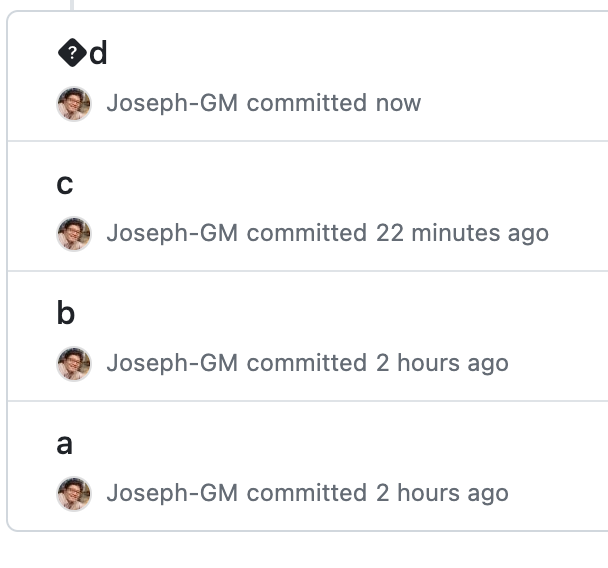 �d
Joseph-GM committed now
c
Joseph-GM committed 22 minutes ago
b
Joseph-GM committed 2 hours ago
a
Joseph-GM committed 2 hours ago